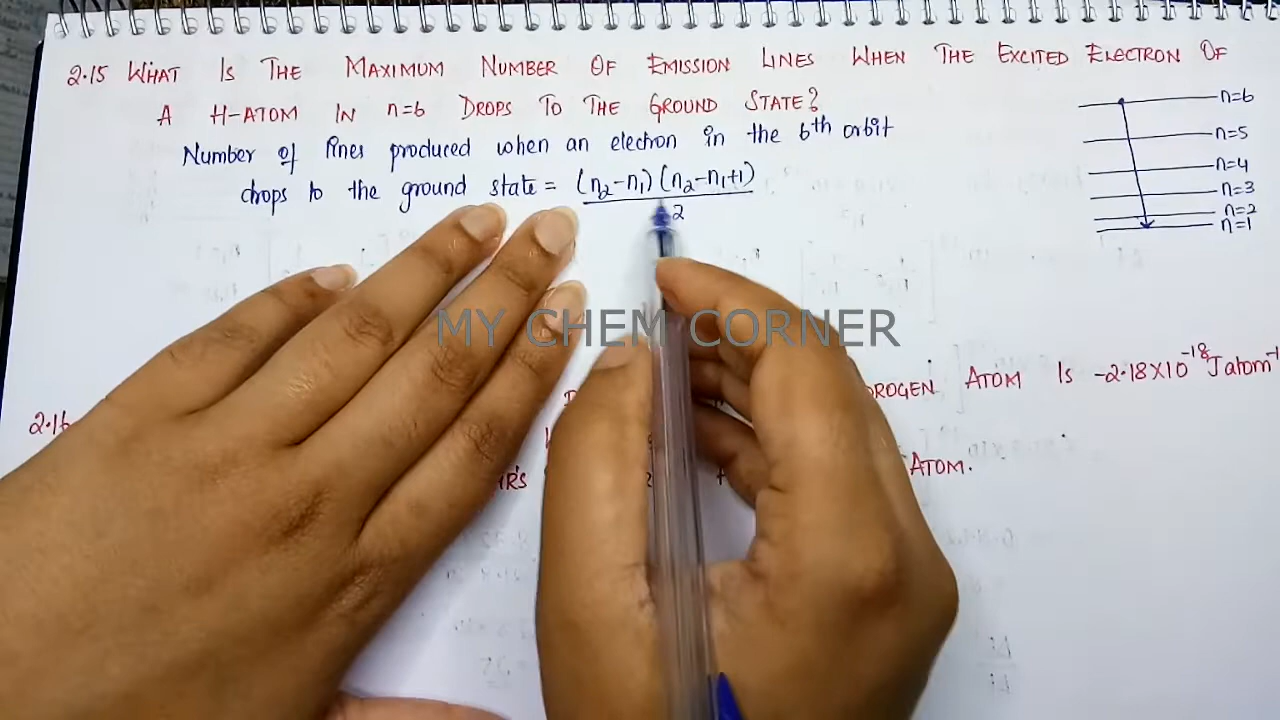 2.15 WHAT IS THE MAXIMUM NUMBER OF EMISSION LINES WHEN THE EXCITED ELECTRON OF
A H-ATOM IN n=6 DROPS TO THE GROUND STATE?
Number of lines produced when an electron in the 6th orbit
drops to the ground state = (n2-n1)(n2-n1+1)
2
n=6
n=5
n=4
n=3
n=2
n=1
MY CHEM CORNER
ATOM IS -2.18X10^-18 J atom^-1
2.16
ATOM.